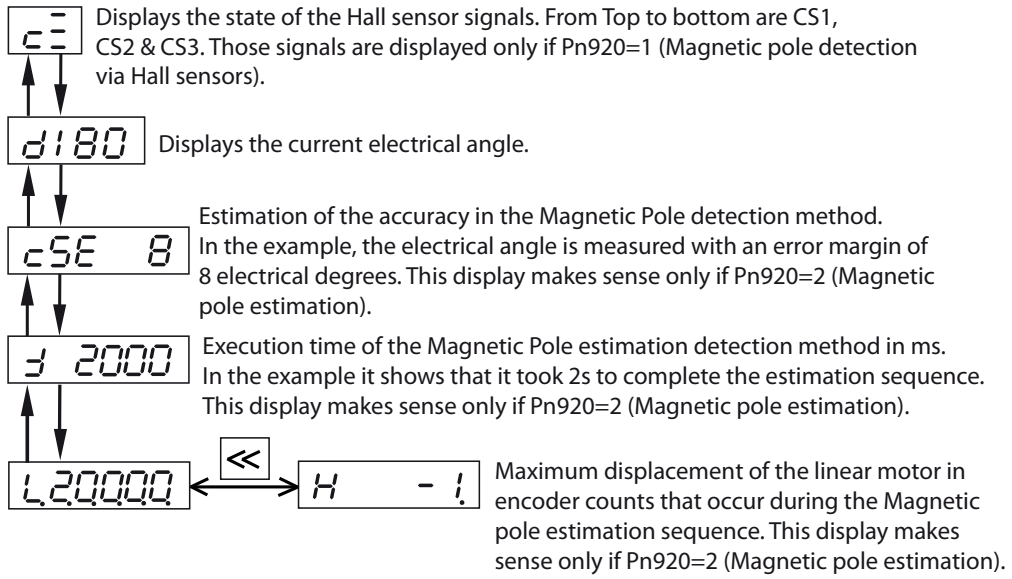 Displays the state of the Hall sensor signals. From Top to bottom are CS1,
CS2 & CS3. Those signals are displayed only if Pn920=1 (Magnetic pole detection
via Hall sensors).
d180 Displays the current electrical angle.
Estimation of the accuracy in the Magnetic Pole detection method.
cSE 8 In the example, the electrical angle is measured with an error margin of
8 electrical degrees. This display makes sense only if Pn920=2 (Magnetic
pole estimation).
Execution time of the Magnetic Pole estimation detection method in ms.
2000 In the example it shows that it took 2s to complete the estimation sequence.
This display makes sense only if Pn920=2 (Magnetic pole estimation).
<<
L.2.0.0.0.0. H -1. Maximum displacement of the linear motor in
encoder counts that occur during the Magnetic
pole estimation sequence. This display makes
sense only if Pn920=2 (Magnetic pole estimation).